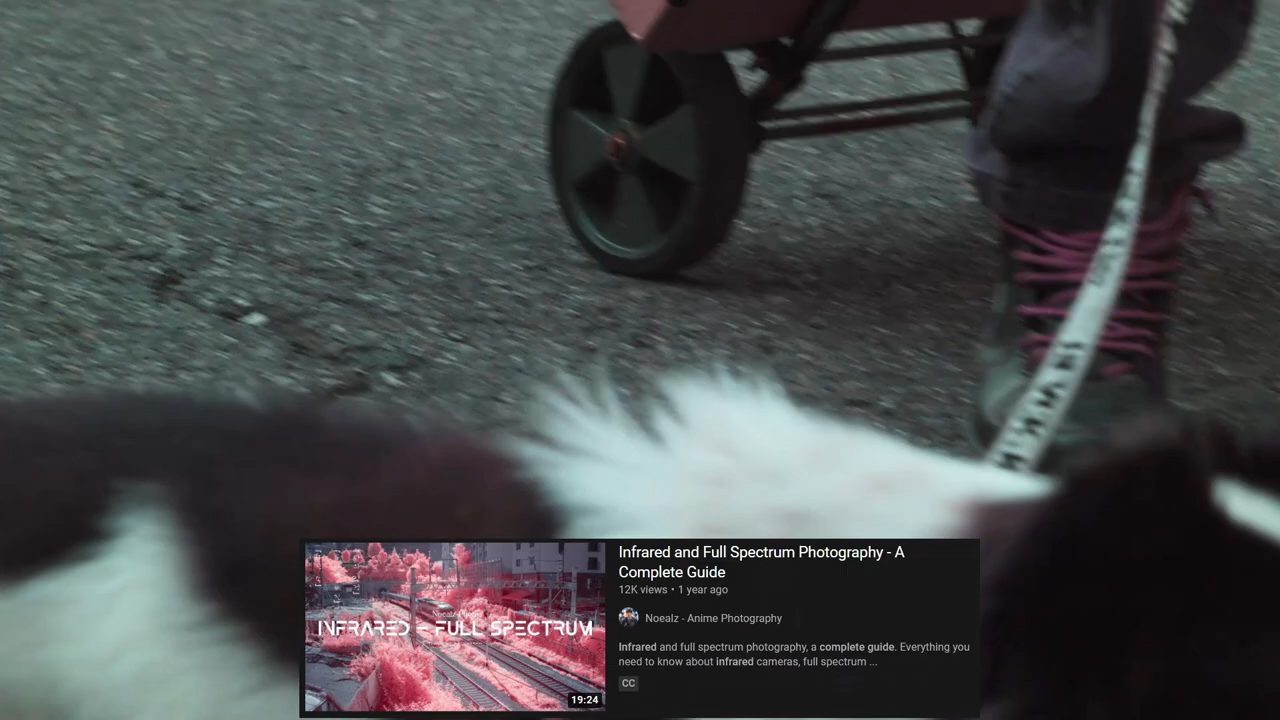 Infrared and Full Spectrum Photography - A
Complete Guide
12K views • 1 year ago
Noealz - Anime Photography
INFRARED - FULL SPECTRUM
Infrared and full spectrum photography, a complete guide. Everything you
need to know about infrared cameras, full spectrum ...
CC
19:24